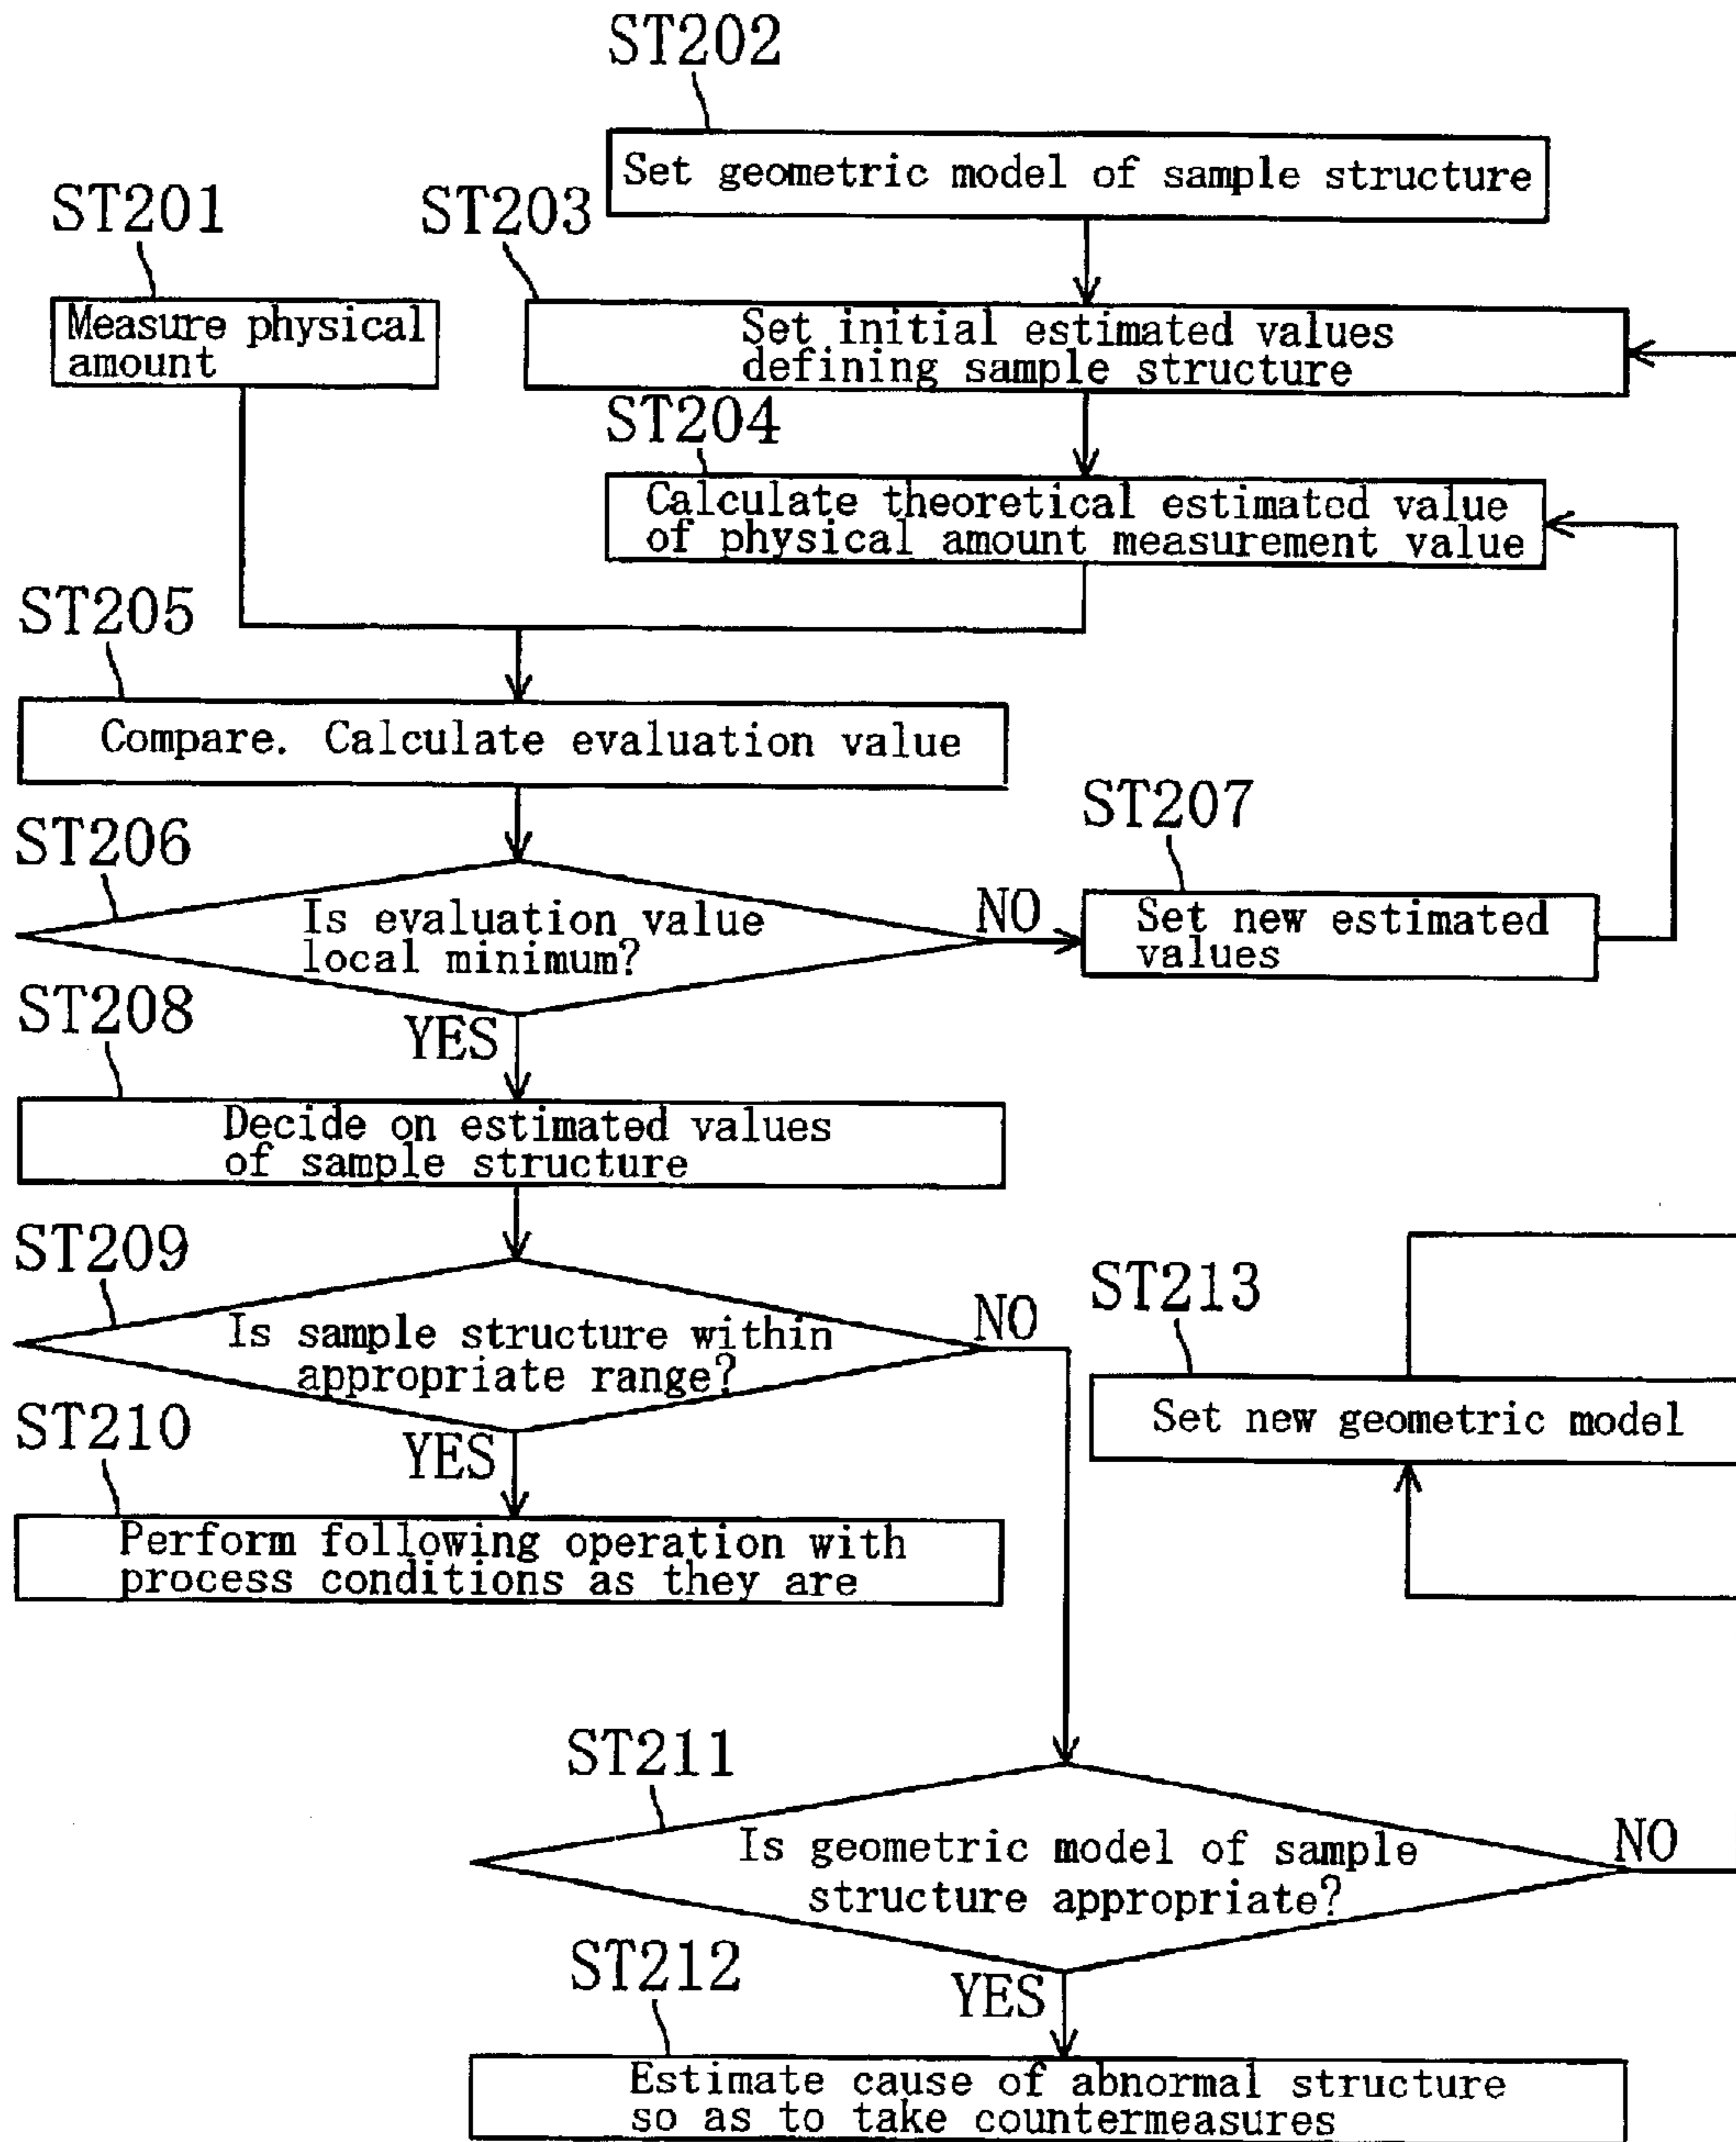 ST202
Set geometric model of sample structure
ST201
Measure physical
amount
ST203
Set initial estimated values
defining sample structure
ST204
Calculate theoretical estimated value
of physical amount measurement value
ST205
Compare. Calculate evaluation value
ST206
Is evaluation value
local minimum?
NO
ST207
Set new estimated
values
YES
ST208
Decide on estimated values
of sample structure
ST209
Is sample structure within
appropriate range?
NO
ST213
Set new geometric model
YES
ST210
Perform following operation with
process conditions as they are
ST211
Is geometric model of sample
structure appropriate?
NO
YES
ST212
Estimate cause of abnormal structure
so as to take countermeasures